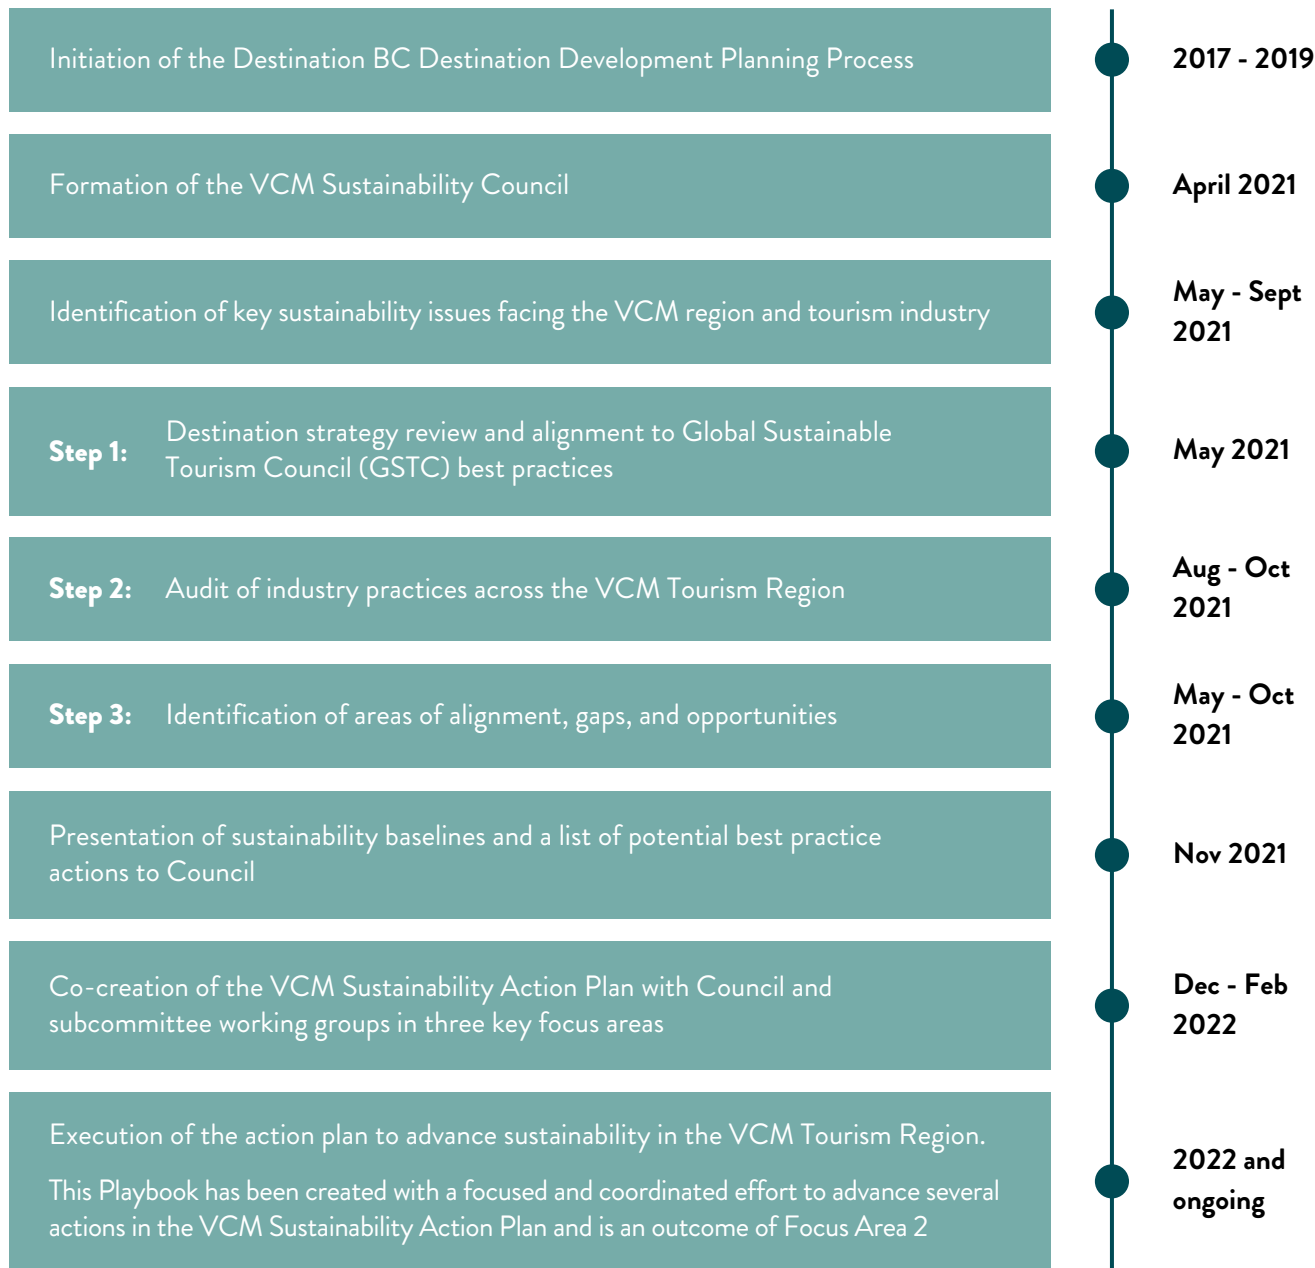 Initiation of the Destination BC Destination Development Planning Process
2017 - 2019
Formation of the VCM Sustainability Council
April 2021
Identification of key sustainability issues facing the VCM region and tourism industry
May - Sept
2021
Step 1:
Destination strategy review and alignment to Global Sustainable
Tourism Council (GSTC) best practices
May 2021
Step 2: Audit of industry practices across the VCM Tourism Region
Aug - Oct
2021
Step 3: Identification of areas of alignment, gaps, and opportunities
May - Oct
2021
Presentation of sustainability baselines and a list of potential best practice
actions to Council
Nov 2021
Co-creation of the VCM Sustainability Action Plan with Council and
subcommittee working groups in three key focus areas
Dec - Feb
2022
Execution of the action plan to advance sustainability in the VCM Tourism Region.
This Playbook has been created with a focused and coordinated effort to advance several
actions in the VCM Sustainability Action Plan and is an outcome of Focus Area 2
2022 and
ongoing